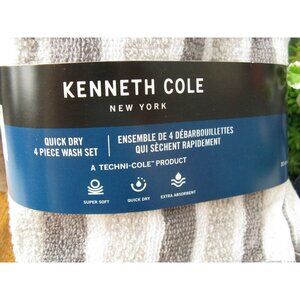 KENNETH COLE
NEW YORK
QUICK DRY
4 PIECE WASH SET
ENSEMBLE DE 4 DÉBARBOUILLETTES
QUI SÈCHENT RAPIDEMENT
A TECHNI-COLE™ PRODUCT
SUPER SOFT
QUICK DRY
EXTRA ABSORBENT